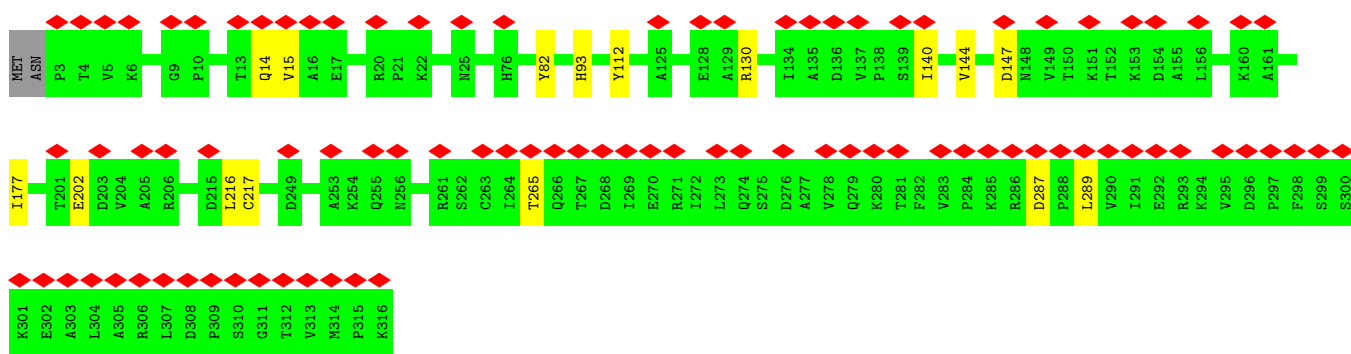 MET ASN P3 T4 V5 K6 G9 P10 T13 Q14 V15 A16 E17 R20 P21 K22 N25 H76 Y82 H93 Y112 A125 E128 A129 R130 I134 A135 D136 V137 P138 S139 I140 V144 D147 N148 V149 T150 K151 T152 K153 D154 A155 L156 K160 A161
I177 T201 E202 D203 V204 A205 R206 D215 L216 C217 D249 A253 K254 Q255 N256 R261 S262 C263 I264 T265 Q266 T267 D268 I269 E270 R271 I272 L273 Q274 S275 D276 A277 V278 Q279 K280 T281 F282 V283 P284 K285 R286 D287 P288 L289 V290 I291 E292 R293 K294 V295 D296 P297 F298 S299 S300
K301 E302 A303 L304 A305 R306 L307 D308 P309 S310 G311 T312 V313 M314 P315 K316